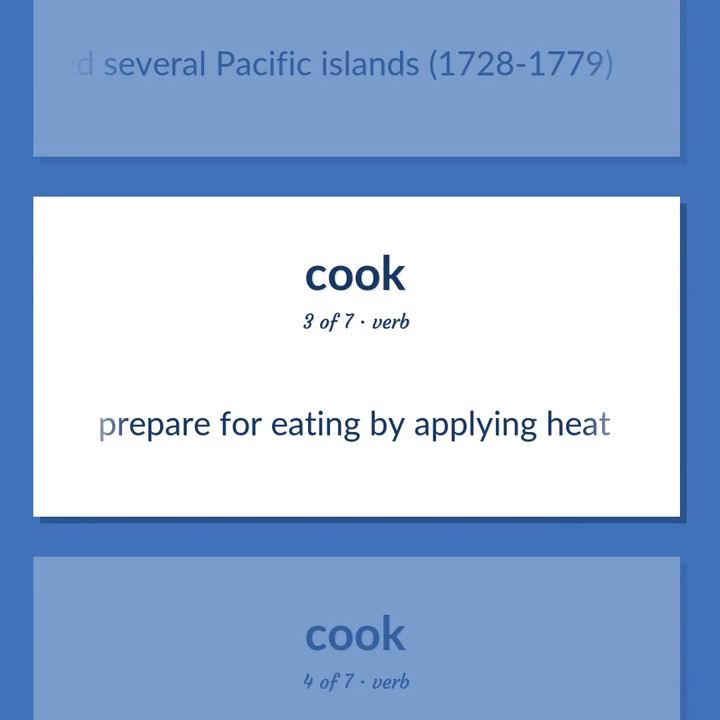 several Pacific islands (1728-1779)
cook
3 of 7 · verb
prepare for eating by applying heat
cook
4 of 7 · verb